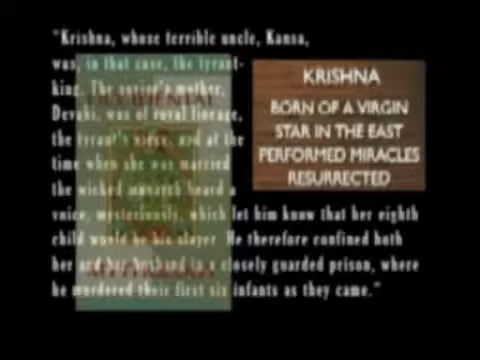 "Krishna, whose terrible uncle, Kansa,
was, in that case, the tyrant-
king. The savior's mother,
Devaki, was of royal lineage,
the tyrant's niece, and at the
time when she was married
the wicked monarch heard a
voice, mysteriously, which let him know that her eighth
child would be his slayer. He therefore confined both
her and her husband in a closely guarded prison, where
he murdered their first six infants as they came."
KRISHNA
BORN OF A VIRGIN
STAR IN THE EAST
PERFORMED MIRACLES
RESURRECTED
OCCIDENTAL
MYTHOLOGY